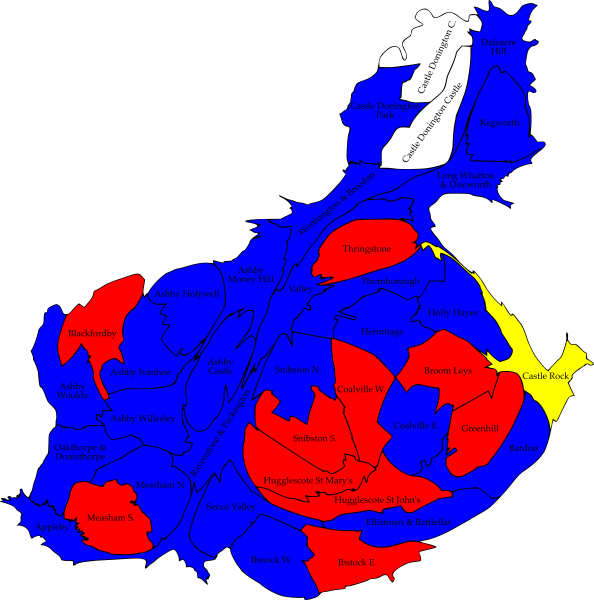 Castle Donington C.
Daleacre
Hill
Castle Donington
Park
Castle Donington Castle
Kegworth
Long Whatton
& Diseworth
Worthington & Breedon
Thringstone
Ashby
Money Hill
Valley
Thornborough
Ashby Holywell
Holly Hayes
Hermitage
Blackfordby
Ashby
Castle
Ashby Ivanhoe
Snibston N.
Broom Leys
Castle Rock
Coalville W.
Ashby
Woulds
Ravenstone & Packington
Ashby Willesley
Coalville E.
Greenhill
Snibston S.
Bardon
Oakthorpe &
Donisthorpe
Hugglescote St Mary's
Measham N.
Hugglescote St John's
Sence Valley
Measham S.
Appleby
Ellistown & Battleflat
Ibstock W.
Ibstock E.